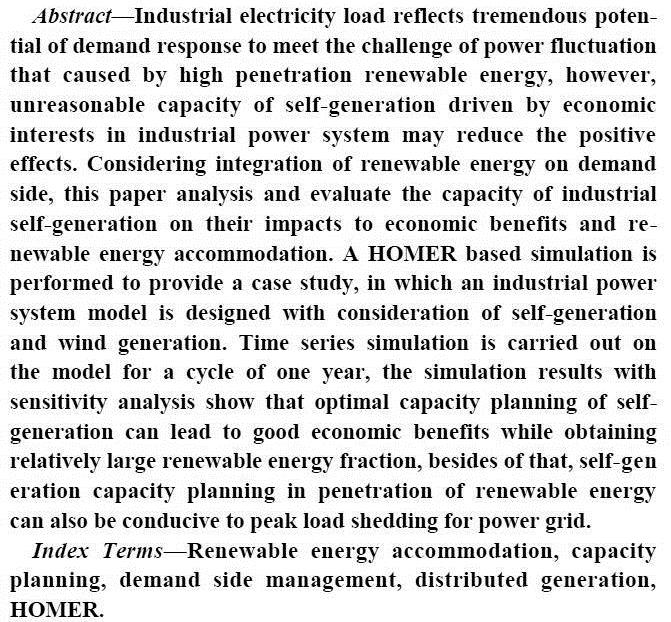 Abstract—Industrial electricity load reflects tremendous poten-
tial of demand response to meet the challenge of power fluctuation
that caused by high penetration renewable energy, however,
unreasonable capacity of self-generation driven by economic
interests in industrial power system may reduce the positive
effects. Considering integration of renewable energy on demand
side, this paper analysis and evaluate the capacity of industrial
self-generation on their impacts to economic benefits and re-
newable energy accommodation. A HOMER based simulation is
performed to provide a case study, in which an industrial power
system model is designed with consideration of self-generation
and wind generation. Time series simulation is carried out on
the model for a cycle of one year, the simulation results with
sensitivity analysis show that optimal capacity planning of self-
generation can lead to good economic benefits while obtaining
relatively large renewable energy fraction, besides of that, self-gen
eration capacity planning in penetration of renewable energy
can also be conducive to peak load shedding for power grid.
Index Terms—Renewable energy accommodation, capacity
planning, demand side management, distributed generation,
HOMER.